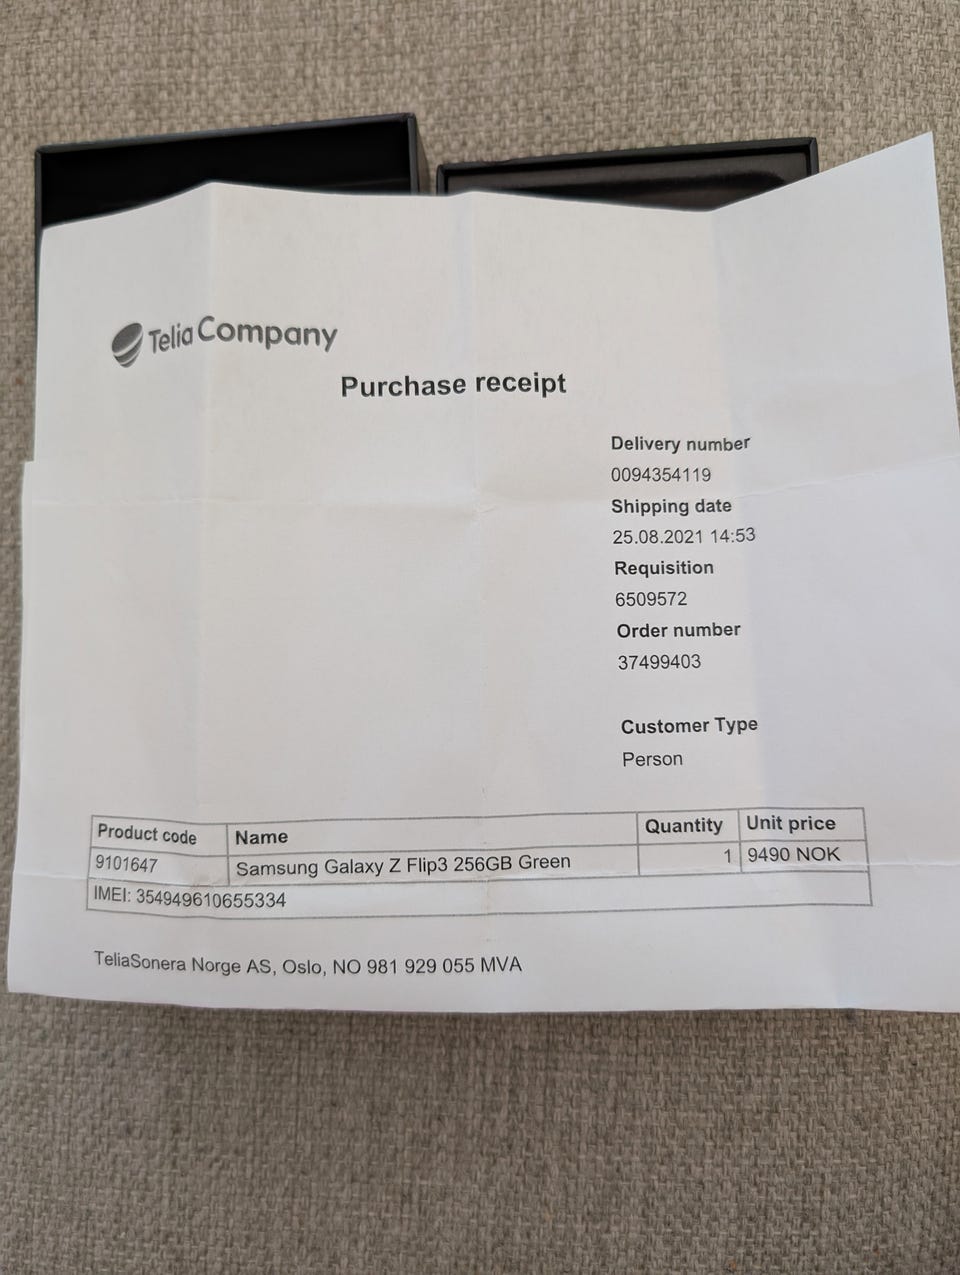 Telia Company
Purchase receipt
Delivery number
0094354119
Shipping date
25.08.2021 14:53
Requisition
6509572
Order number
37499403
Customer Type
Person
Product code Name Quantity Unit price
9101647 Samsung Galaxy Z Flip3 256GB Green 1 9490 NOK
IMEI: 354949610655334
TeliaSonera Norge AS, Oslo, NO 981 929 055 MVA